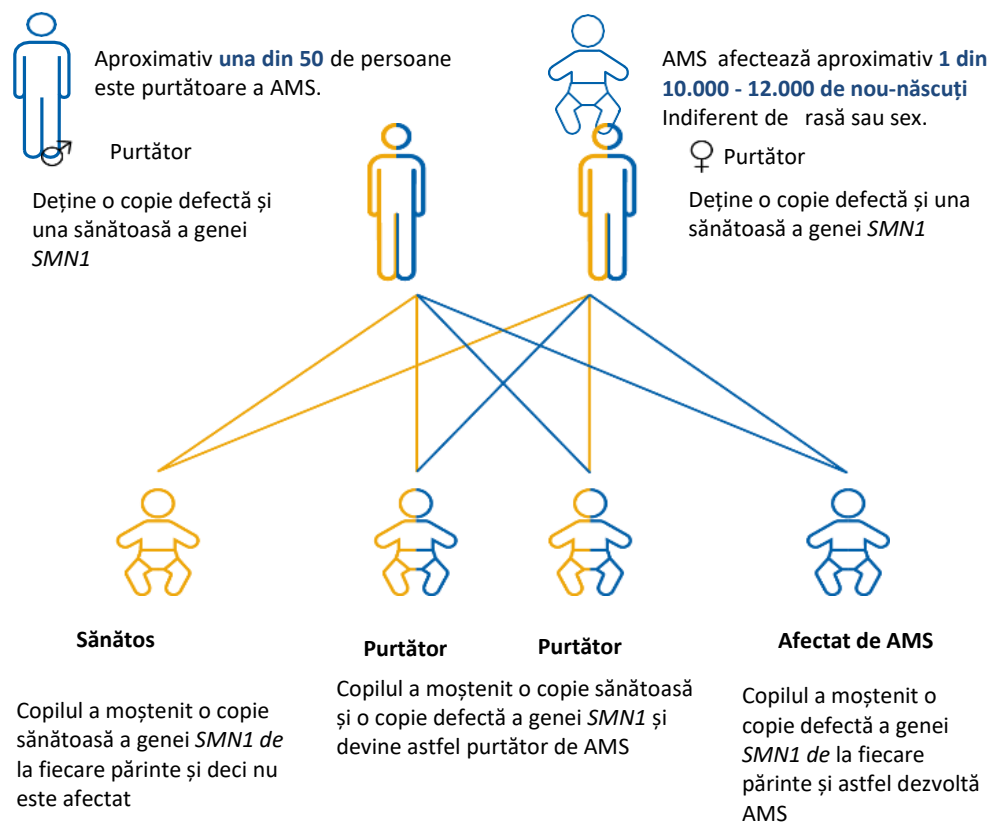 Aproximativ una din 50 de persoane
este purtătoare a AMS.
AMS afectează aproximativ 1 din
10.000 - 12.000 de nou-născuți
Indiferent de rasă sau sex.
♂ Purtător
Deține o copie defectă și
una sănătoasă a genei
SMN1
♀ Purtător
Deține o copie defectă și una
sănătoasă a genei SMN1
Sănătos
Copilul a moștenit o copie
sănătoasă a genei SMN1 de
la fiecare părinte și deci nu
este afectat
Purtător
Purtător
Copilul a moștenit o copie sănătoasă
și o copie defectă a genei SMN1 și
devine astfel purtător de AMS
Afectat de AMS
Copilul a moștenit o
copie defectă a genei
SMN1 de la fiecare
părinte și astfel dezvoltă
AMS